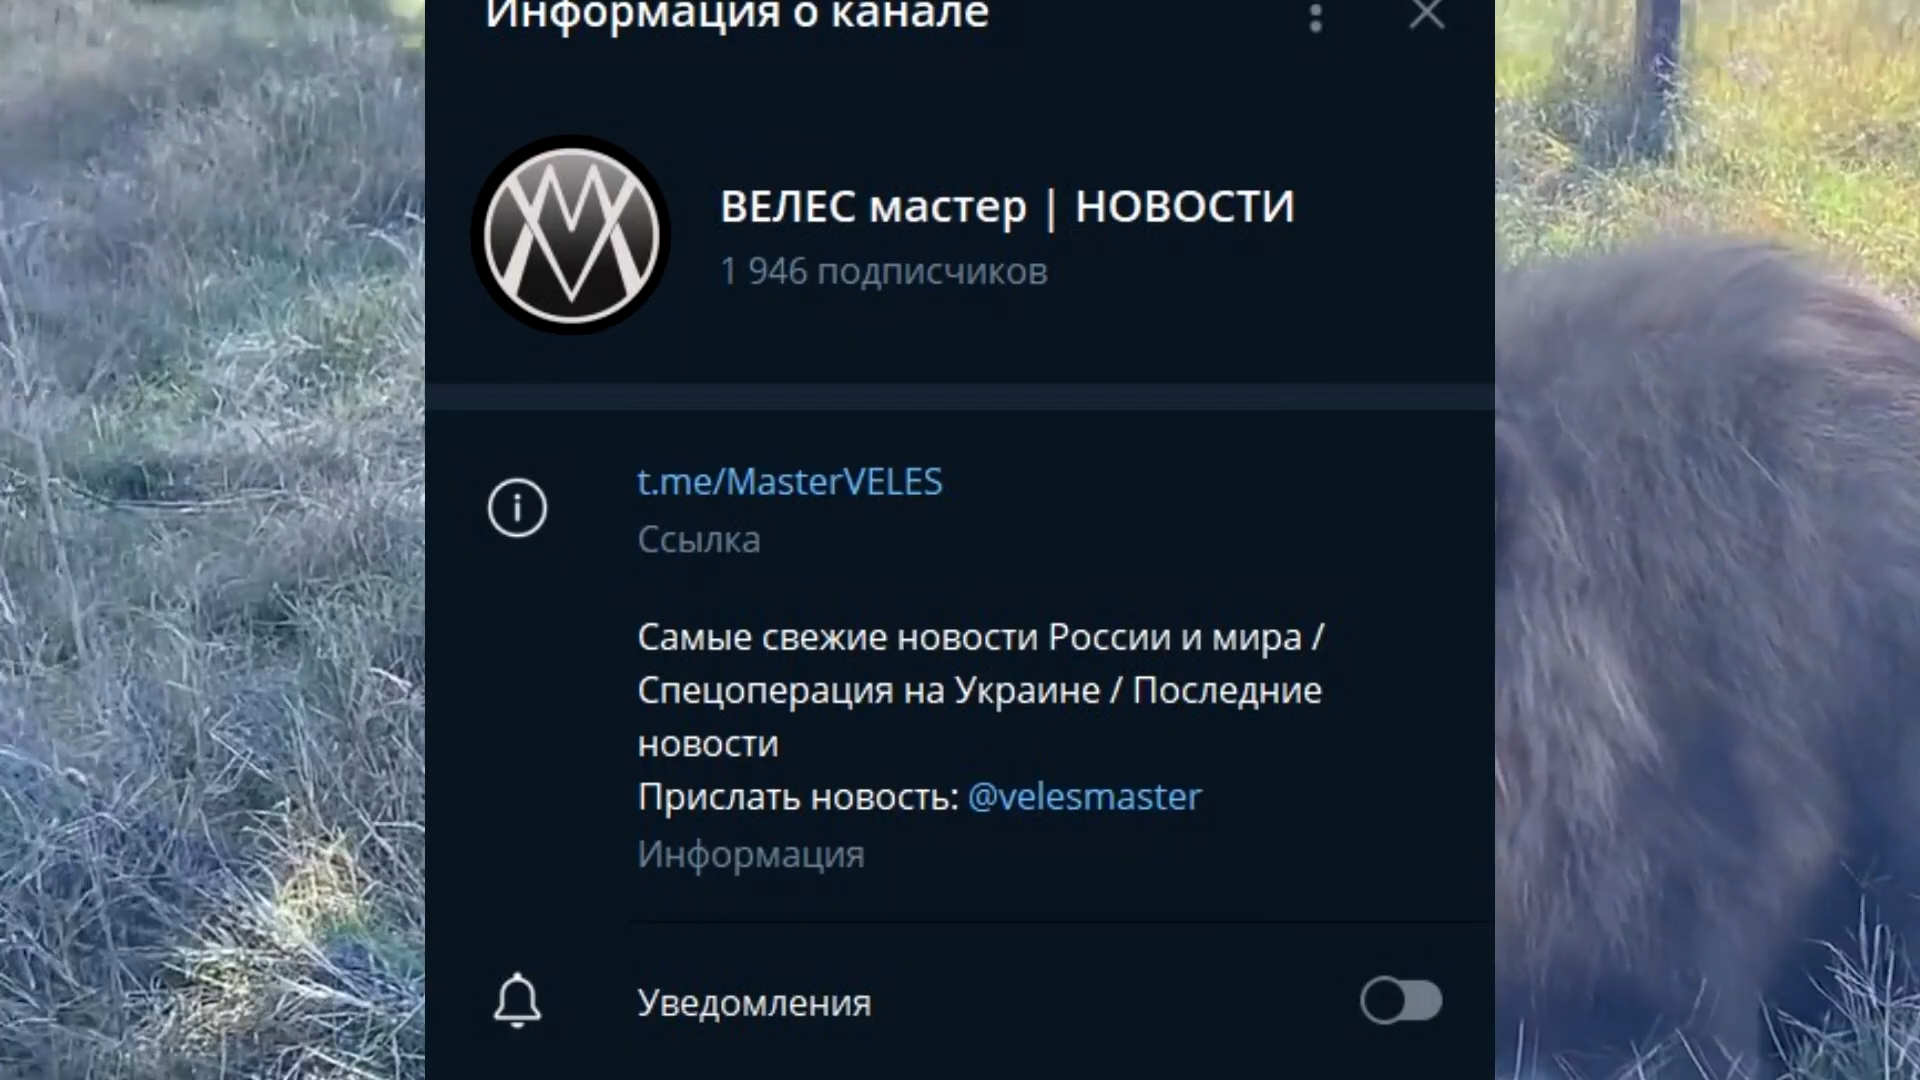 Информация о канале
ВЕЛЕС мастер | НОВОСТИ
1 946 подписчиков
t.me/MasterVELES
Ссылка
Самые свежие новости России и мира /
Спецоперация на Украине / Последние
новости
Прислать новость: @velesmaster
Информация
Уведомления